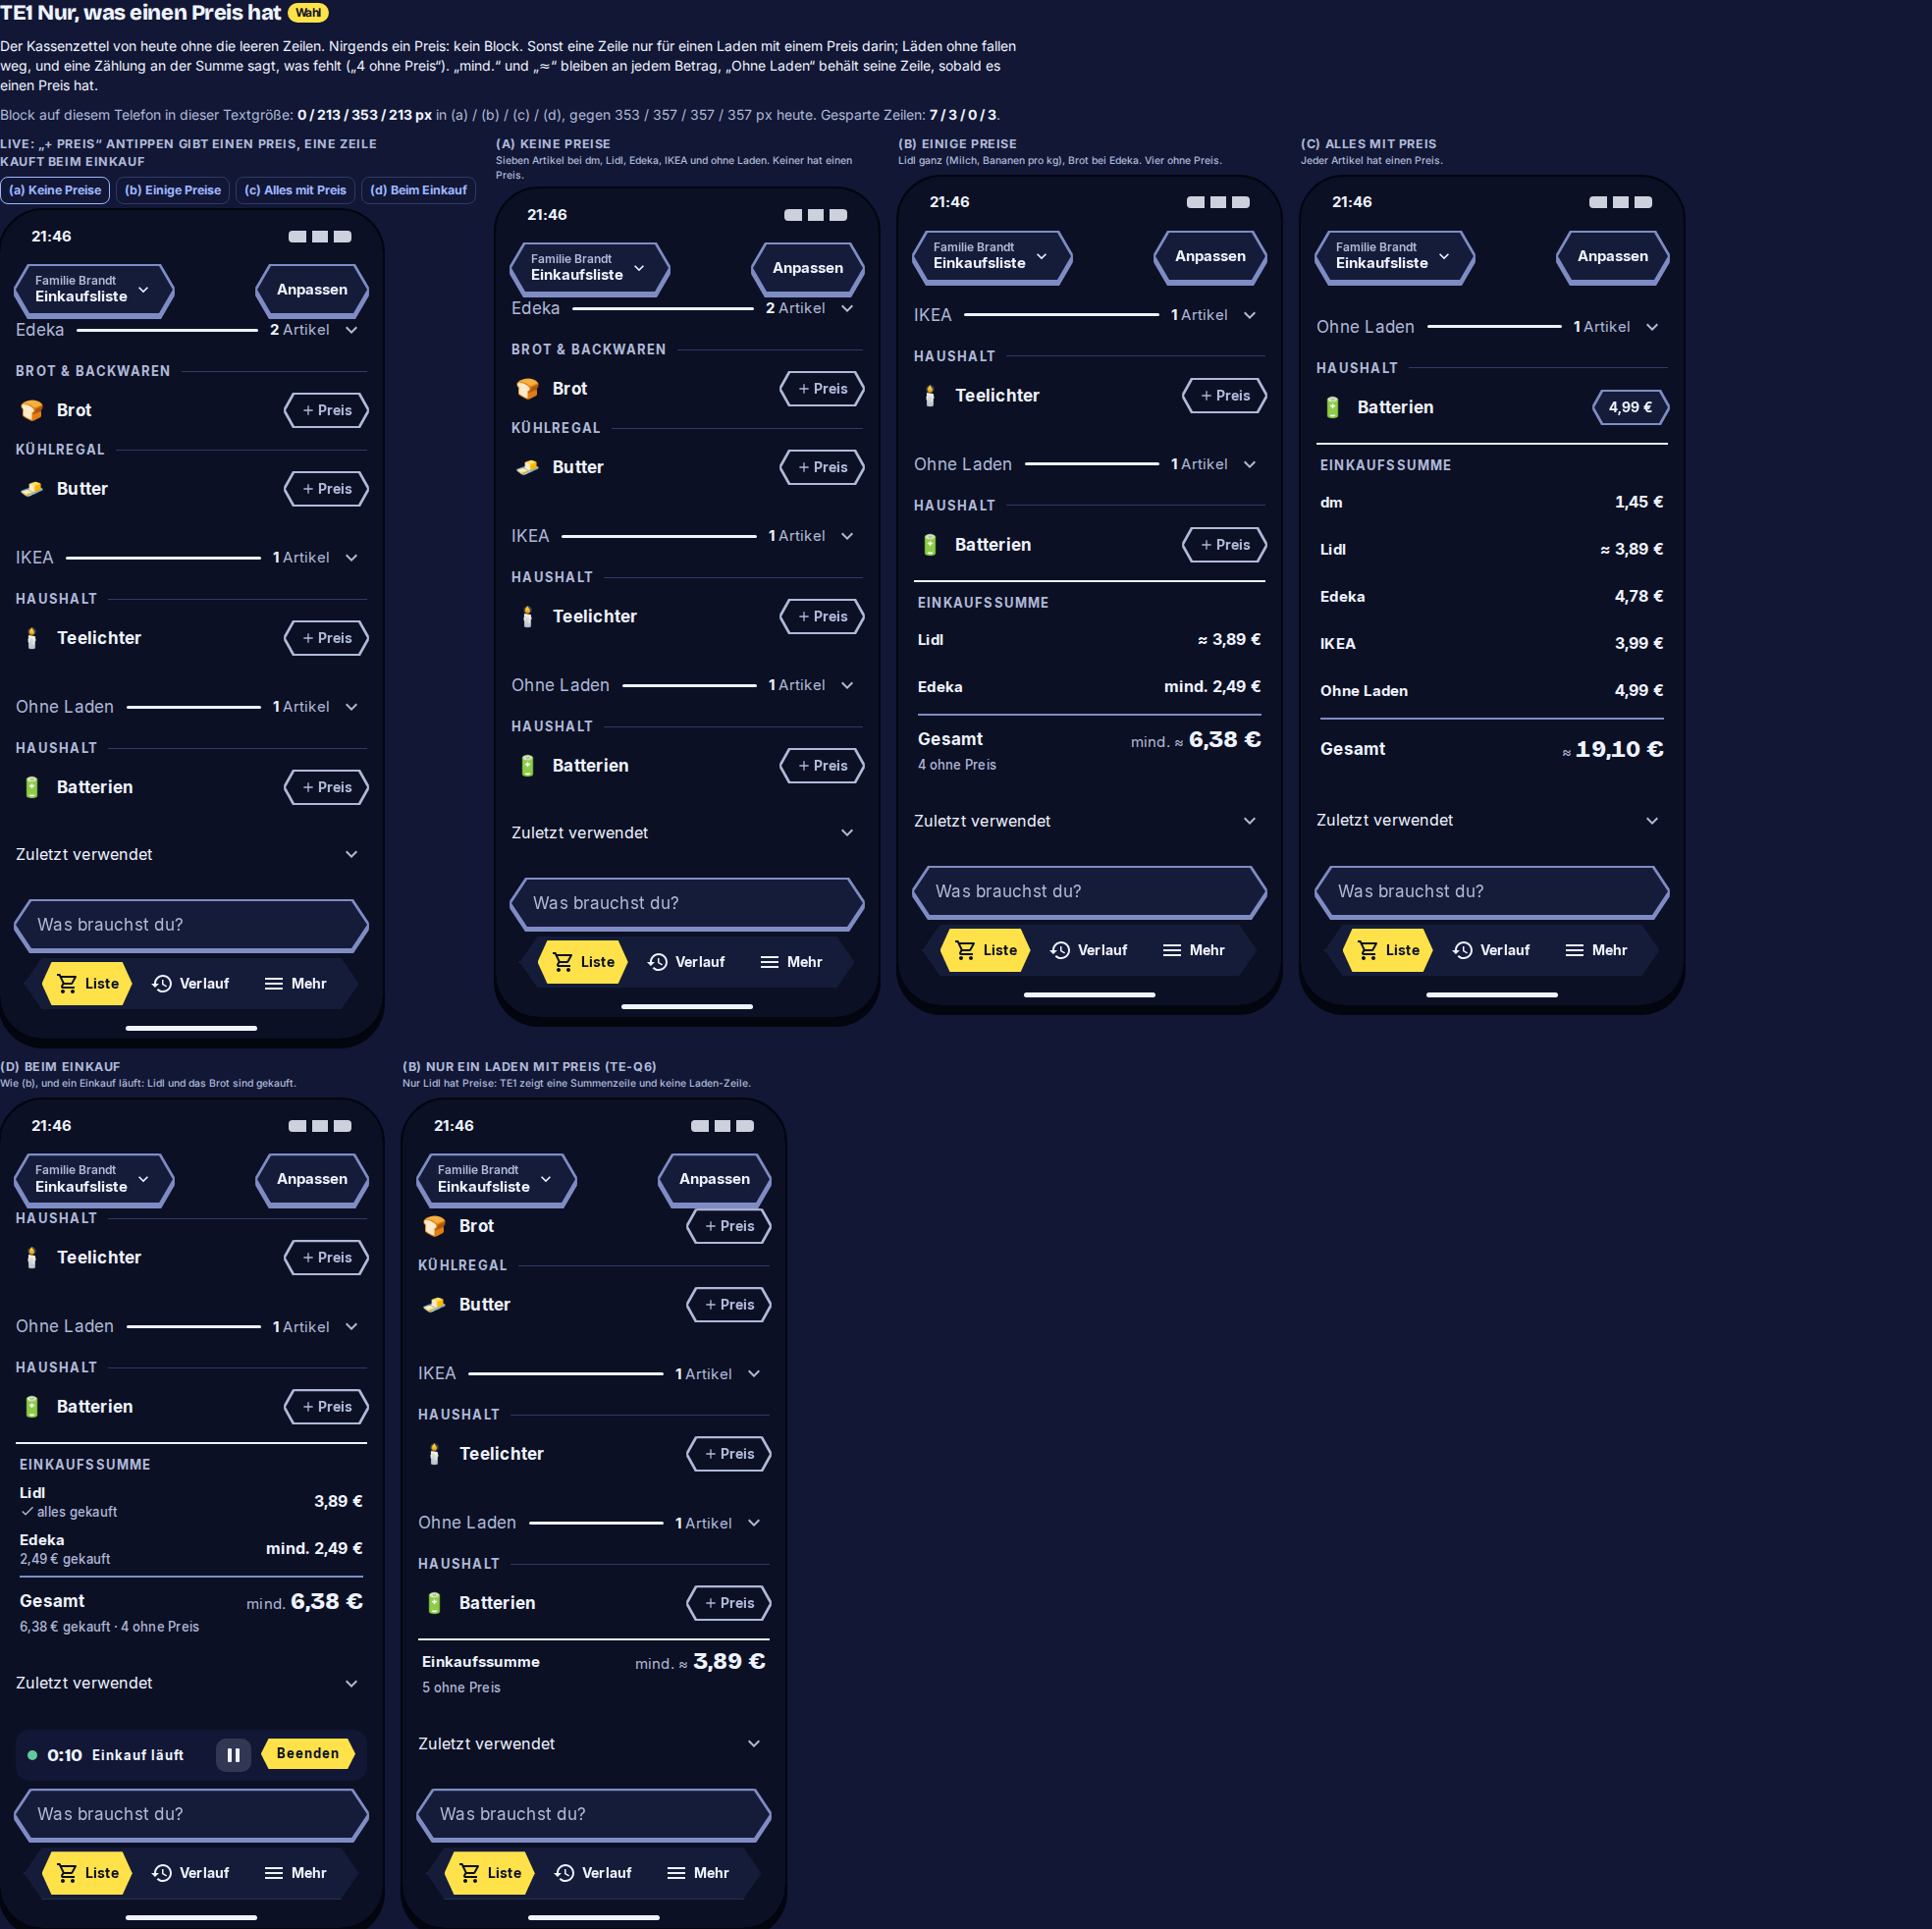 TE1 Nur, was einen Preis hat Wahl
Der Kassenzettel von heute ohne die leeren Zeilen. Nirgends ein Preis: kein Block. Sonst eine Zeile nur für einen Laden mit einem Preis darin; Läden ohne fallen
weg, und eine Zählung an der Summe sagt, was fehlt („4 ohne Preis“). „mind.“ und „≈“ bleiben an jedem Betrag, „Ohne Laden“ behält seine Zeile, sobald es
einen Preis hat.
Block auf diesem Telefon in dieser Textgröße: 0 / 213 / 353 / 213 px in (a) / (b) / (c) / (d), gegen 353 / 357 / 357 / 357 px heute. Gesparte Zeilen: 7 / 3 / 0 / 3.
LIVE: „+ PREIS“ ANTIPPEN GIBT EINEN PREIS, EINE ZEILE
KAUFT BEIM EINKAUF
(a) Keine Preise
(b) Einige Preise
(c) Alles mit Preis
(d) Beim Einkauf
21:46
Familie Brandt
Einkaufsliste
Anpassen
Edeka
2 Artikel
BROT & BACKWAREN
Brot
+ Preis
KÜHLREGAL
Butter
+ Preis
IKEA
1 Artikel
HAUSHALT
Teelichter
+ Preis
Ohne Laden
1 Artikel
HAUSHALT
Batterien
+ Preis
Zuletzt verwendet
Was brauchst du?
Liste
Verlauf
Mehr
(A) KEINE PREISE
Sieben Artikel bei dm, Lidl, Edeka, IKEA und ohne Laden. Keiner hat einen
Preis.
21:46
Familie Brandt
Einkaufsliste
Anpassen
Edeka
2 Artikel
BROT & BACKWAREN
Brot
+ Preis
KÜHLREGAL
Butter
+ Preis
IKEA
1 Artikel
HAUSHALT
Teelichter
+ Preis
Ohne Laden
1 Artikel
HAUSHALT
Batterien
+ Preis
Zuletzt verwendet
Was brauchst du?
Liste
Verlauf
Mehr
(B) EINIGE PREISE
Lidl ganz (Milch, Bananen pro kg), Brot bei Edeka. Vier ohne Preis.
21:46
Familie Brandt
Einkaufsliste
Anpassen
IKEA
1 Artikel
HAUSHALT
Teelichter
+ Preis
Ohne Laden
1 Artikel
HAUSHALT
Batterien
+ Preis
EINKAUFSSUMME
Lidl
≈ 3,89 €
Edeka
mind. 2,49 €
Gesamt
mind. ≈ 6,38 €
4 ohne Preis
Zuletzt verwendet
Was brauchst du?
Liste
Verlauf
Mehr
(C) ALLES MIT PREIS
Jeder Artikel hat einen Preis.
21:46
Familie Brandt
Einkaufsliste
Anpassen
Ohne Laden
1 Artikel
HAUSHALT
Batterien
4,99 €
EINKAUFSSUMME
dm
1,45 €
Lidl
≈ 3,89 €
Edeka
4,78 €
IKEA
3,99 €
Ohne Laden
4,99 €
Gesamt
≈ 19,10 €
Zuletzt verwendet
Was brauchst du?
Liste
Verlauf
Mehr
(D) BEIM EINKAUF
Wie (b), und ein Einkauf läuft: Lidl und das Brot sind gekauft.
21:46
Familie Brandt
Einkaufsliste
Anpassen
HAUSHALT
Teelichter
+ Preis
Ohne Laden
1 Artikel
HAUSHALT
Batterien
+ Preis
EINKAUFSSUMME
Lidl
✓ alles gekauft
3,89 €
Edeka
2,49 € gekauft
mind. 2,49 €
Gesamt
mind. 6,38 €
6,38 € gekauft · 4 ohne Preis
Zuletzt verwendet
0:10 Einkauf läuft
Beenden
Was brauchst du?
Liste
Verlauf
Mehr
(B) NUR EIN LADEN MIT PREIS (TE-Q6)
Nur Lidl hat Preise: TE1 zeigt eine Summenzeile und keine Laden-Zeile.
21:46
Familie Brandt
Einkaufsliste
Anpassen
Brot
+ Preis
KÜHLREGAL
Butter
+ Preis
IKEA
1 Artikel
HAUSHALT
Teelichter
+ Preis
Ohne Laden
1 Artikel
HAUSHALT
Batterien
+ Preis
Einkaufssumme
mind. ≈ 3,89 €
5 ohne Preis
Zuletzt verwendet
Was brauchst du?
Liste
Verlauf
Mehr